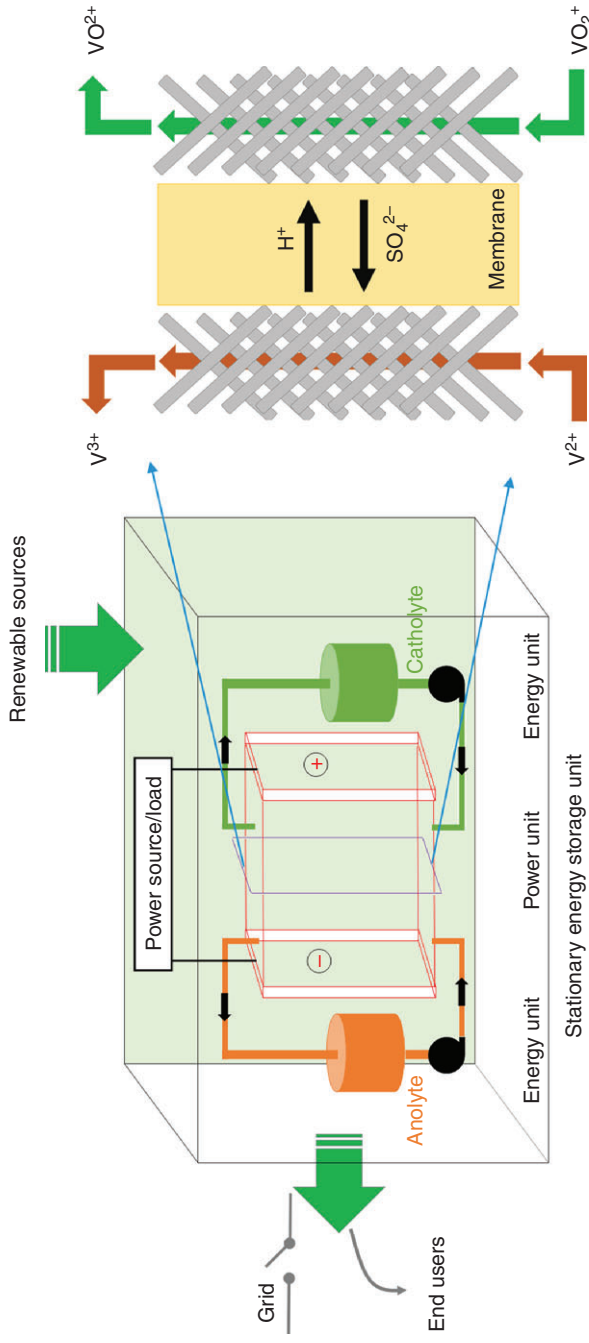 Renewable sources
Power source/load
−
+
Anolyte
Catholyte
Energy unit
Power unit
Energy unit
Stationary energy storage unit
Grid
End users
V³⁺
VO²⁺
H⁺
SO₄²⁻
Membrane
V²⁺
VO₂⁺